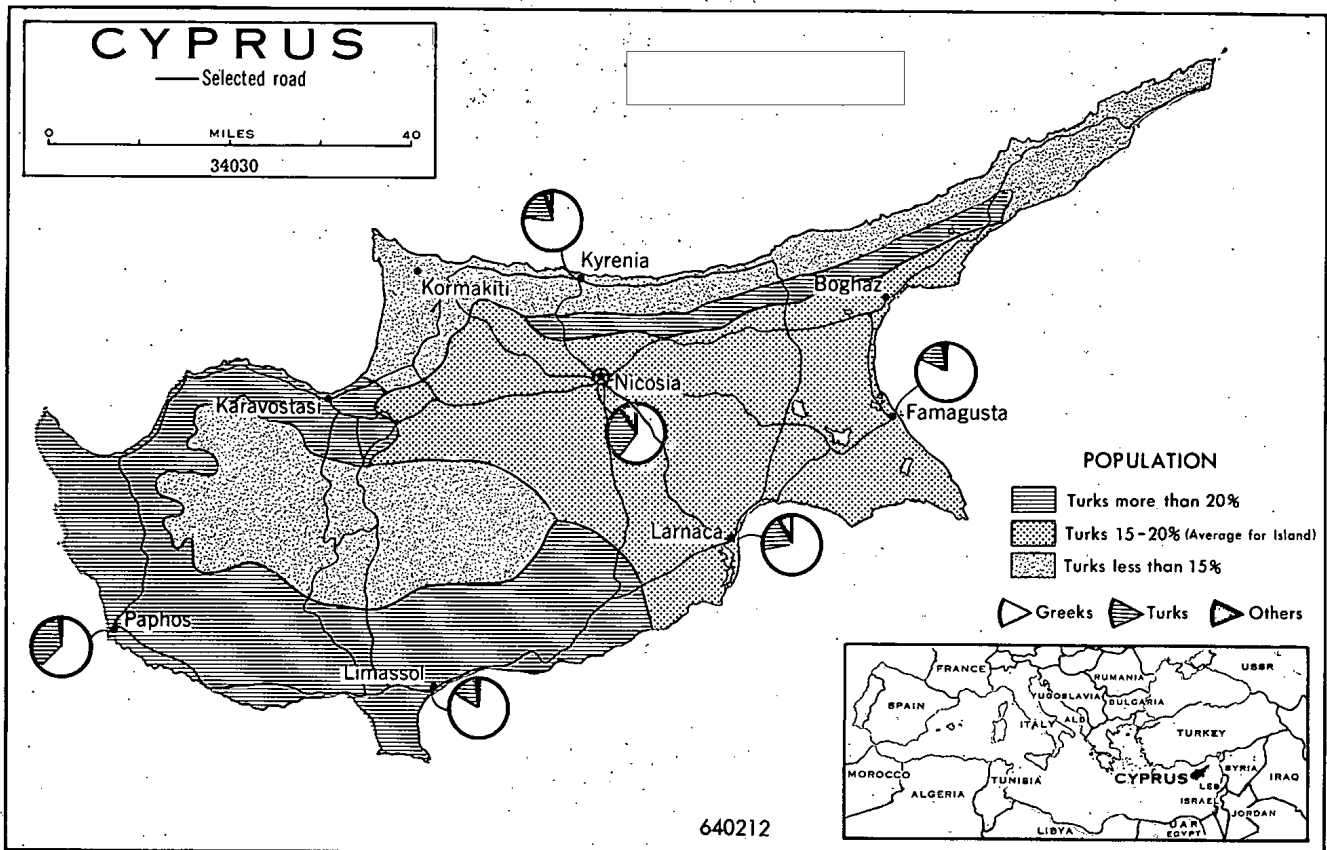 CYPRUS
Selected road
0 MILES 40
34030
Kyrenia
Kormakiti
Boghaz
Nicosia
Karavostasi
Famagusta
Larnaca
Paphos
Limassol
POPULATION
Turks more than 20%
Turks 15-20% (Average for Island)
Turks less than 15%
Greeks Turks Others
FRANCE
USSR
RUMANIA
YUGOSLAVIA
BULGARIA
SPAIN
ITALY
ALB
TURKEY
CYPRUS
SYRIA
MOROCCO
TUNISIA
LEB
IRAQ
ALGERIA
ISRAEL
JORDAN
LIBYA
UAR
EGYPT
640212